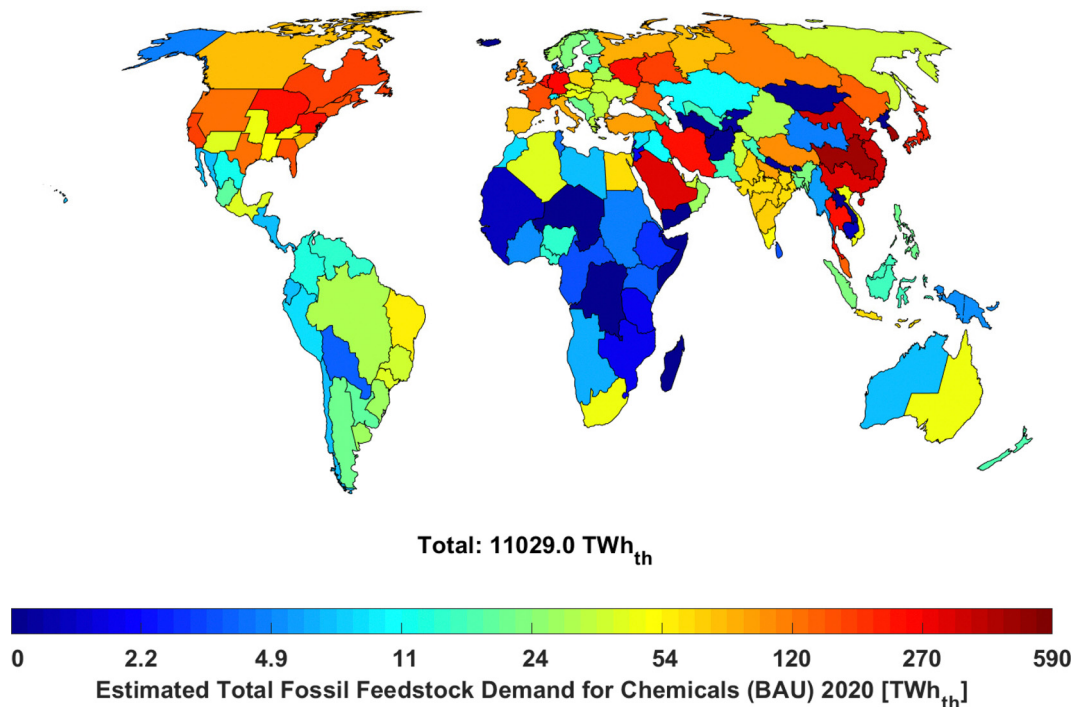 Total: 11029.0 TWh_th
0 2.2 4.9 11 24 54 120 270 590
Estimated Total Fossil Feedstock Demand for Chemicals (BAU) 2020 [TWh_th]